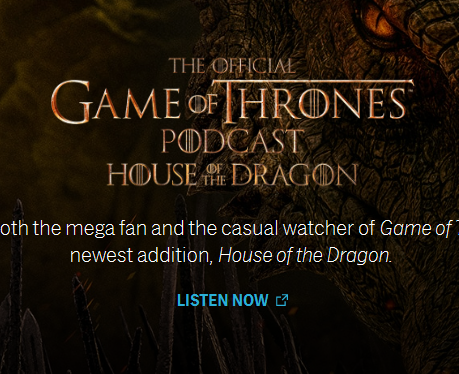 THE OFFICIAL
GAME OF THRONES
PODCAST
HOUSE OF THE DRAGON
oth the mega fan and the casual watcher of Game of
newest addition, House of the Dragon.
LISTEN NOW